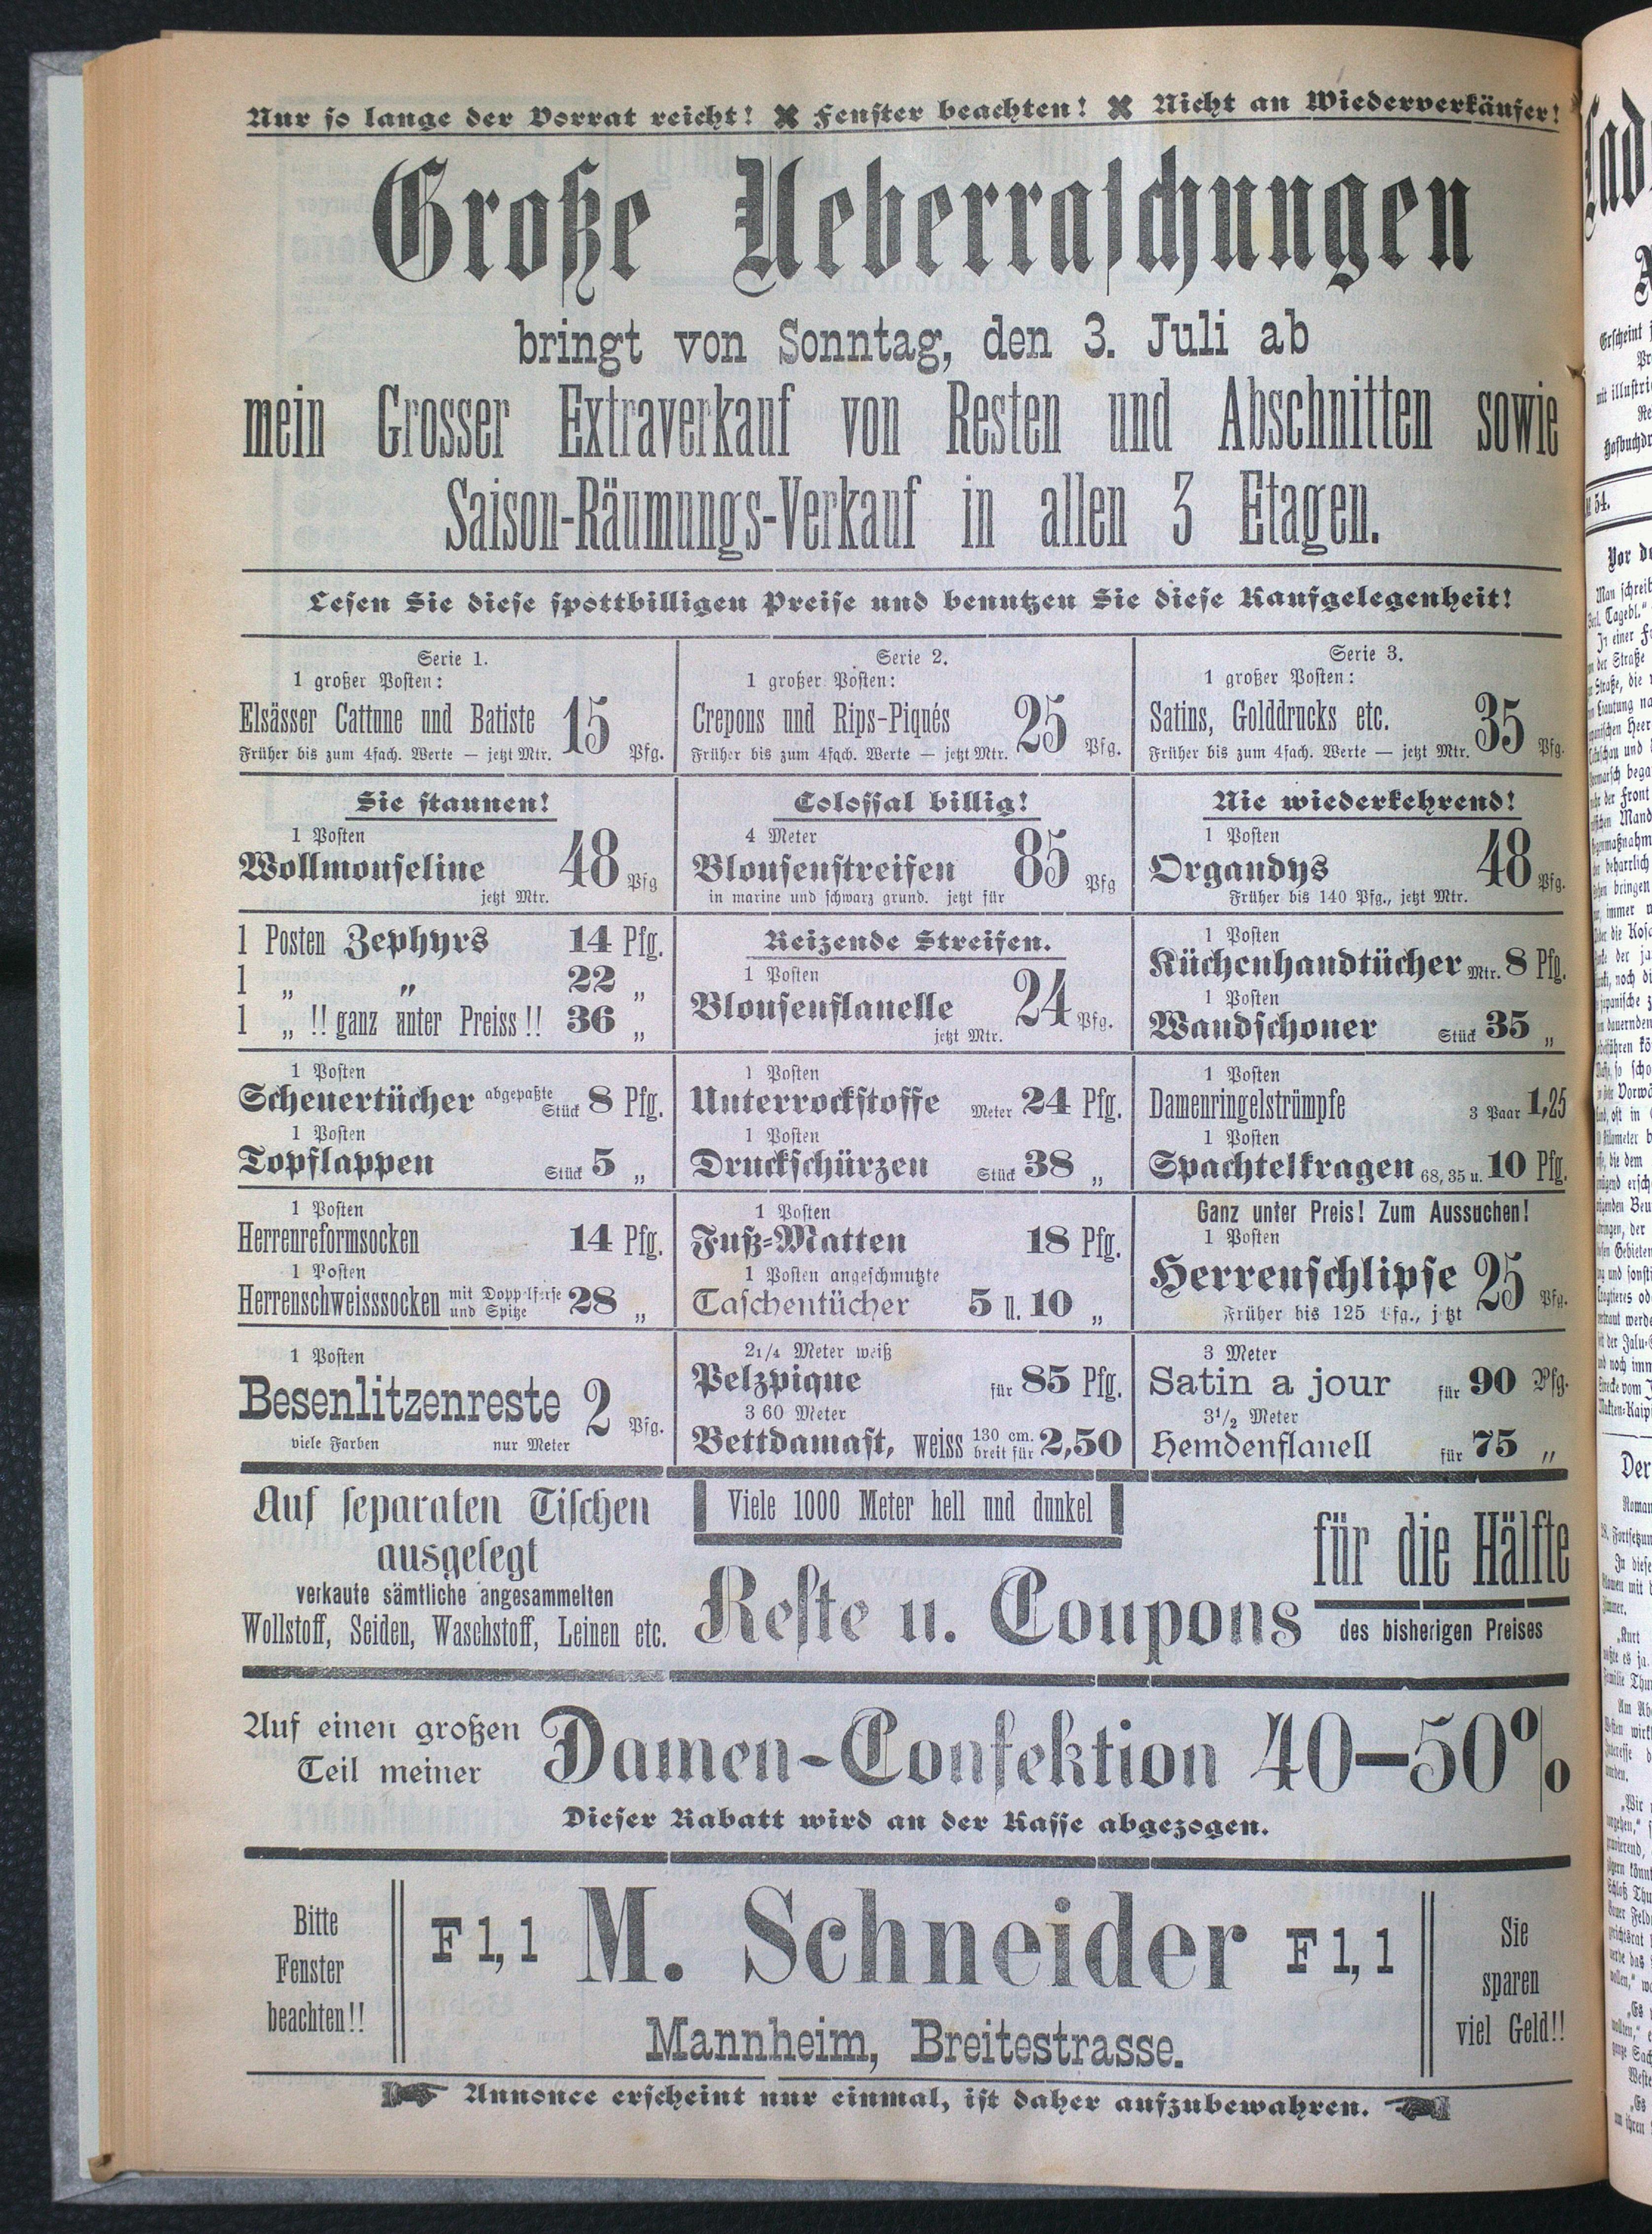 Nur so lange der Vorrat reicht! ✖ Fenster beachten! ✖ Nicht an Wiederverkäufer!
Große Ueberraschungen
bringt von Sonntag, den 3. Juli ab
mein Grosser Extraverkauf von Resten und Abschnitten sowie
Saison-Räumungs-Verkauf in allen 3 Etagen.
Lesen Sie diese spottbilligen Preise und benutzen Sie diese Kaufgelegenheit!
Serie 1.
1 großer Posten:
Elsässer Cattune und Batiste 15 Pfg.
Früher bis zum 4fach. Werte — jetzt Mtr.
Serie 2.
1 großer Posten:
Crepons und Rips-Piqués 25 Pfg.
Früher bis zum 4fach. Werte — jetzt Mtr.
Serie 3.
1 großer Posten:
Satins, Golddrucks etc. 35 Pfg.
Früher bis zum 4fach. Werte — jetzt Mtr.
Sie staunen!
1 Posten
Wollmouseline 48 Pfg
jetzt Mtr.
Colossal billig!
4 Meter
Blousenstreifen 85 Pfg
in marine und schwarz grund. jetzt für
Nie wiederkehrend!
1 Posten
Organdys 48 Pfg.
Früher bis 140 Pfg., jetzt Mtr.
1 Posten Zephyrs 14 Pfg.
1 „ „ 22 „
1 „ !! ganz unter Preiss !! 36 „
Reizende Streifen.
1 Posten
Blousenflanelle 24 Pfg.
jetzt Mtr.
1 Posten
Küchenhandtücher Mtr. 8 Pfg.
1 Posten
Wandschoner Stück 35 „
1 Posten
Scheuertücher abgepaßte Stück 8 Pfg.
1 Posten
Topflappen Stück 5 „
1 Posten
Unterrockstoffe Meter 24 Pfg.
1 Posten
Druckschürzen Stück 38 „
1 Posten
Damenringelstrümpfe 3 Paar 1,25
1 Posten
Spachtelkragen 68, 35 u. 10 Pfg.
1 Posten
Herrenreformsocken 14 Pfg.
1 Posten
Herrenschweisssocken mit Doppelferse und Spitze 28 „
1 Posten
Fuß-Matten 18 Pfg.
1 Posten angeschmutzte
Taschentücher 5 u. 10 „
Ganz unter Preis! Zum Aussuchen!
1 Posten
Herrenschlipse 25 Pfg.
Früher bis 125 Pfg., jetzt
1 Posten
Besenlitzenreste 2 Pfg.
viele Farben nur Meter
2 1/4 Meter weiß
Pelzpique für 85 Pfg.
3 60 Meter
Bettdamast, weiss 130 cm. breit für 2,50
3 Meter
Satin a jour für 90 Pfg.
3 1/2 Meter
Hemdenflanell für 75 „
Auf separaten Tischen
ausgelegt
verkaufe sämtliche angesammelten
Wollstoff, Seiden, Waschstoff, Leinen etc.
Viele 1000 Meter hell und dunkel
Reste u. Coupons
für die Hälfte
des bisherigen Preises
Auf einen großen
Teil meiner
Damen-Confektion 40—50%
Dieser Rabatt wird an der Kasse abgezogen.
Bitte
Fenster
beachten!!
F 1, 1 M. Schneider F 1, 1
Mannheim, Breitestrasse.
Sie
sparen
viel Geld!!
Annonce erscheint nur einmal, ist daher aufzubewahren.